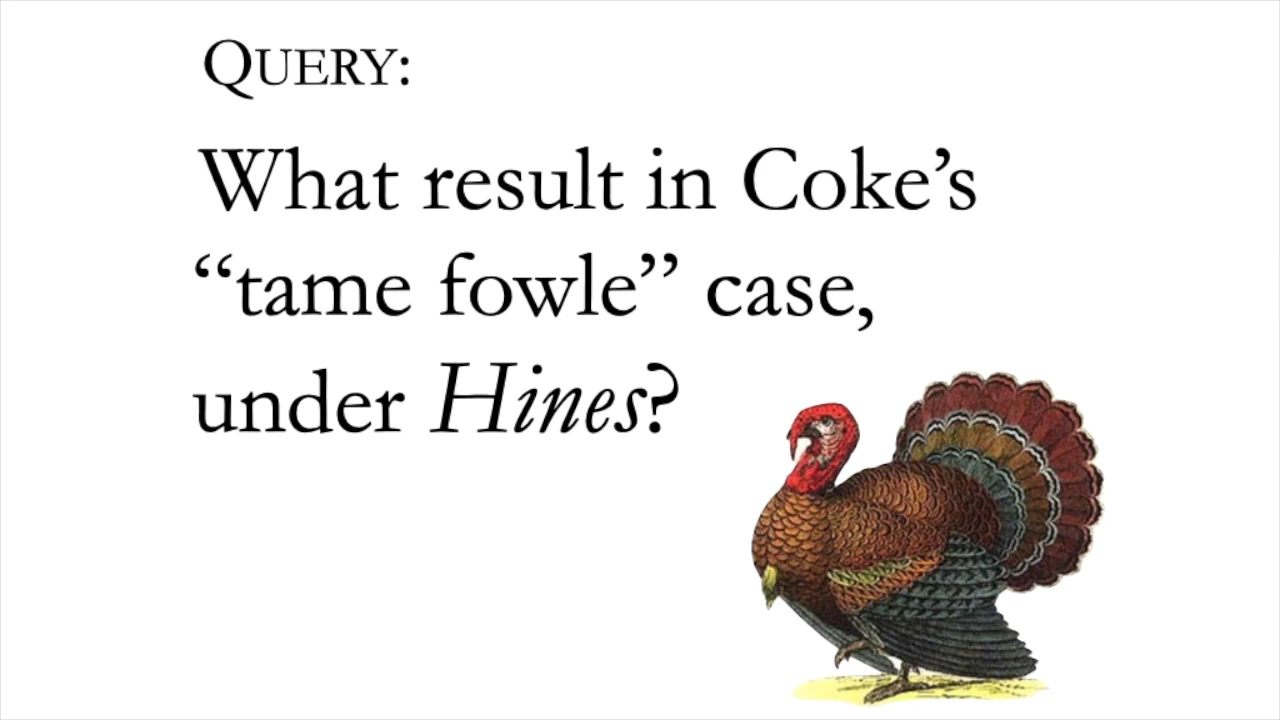 QUERY:
What result in Coke’s
“tame fowle” case,
under Hines?